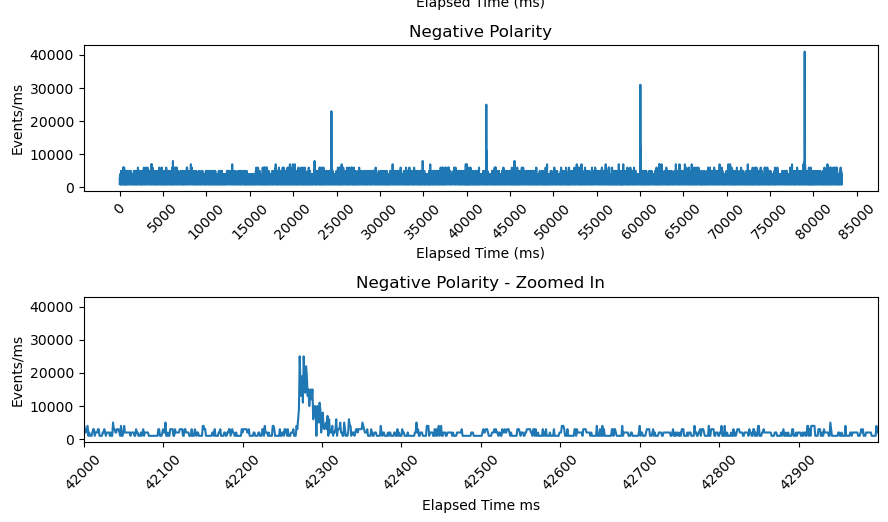 Elapsed Time (ms)
Negative Polarity
Events/ms
40000
30000
20000
10000
0
0 5000 10000 15000 20000 25000 30000 35000 40000 45000 50000 55000 60000 65000 70000 75000 80000 85000
Elapsed Time (ms)
Negative Polarity - Zoomed In
Events/ms
40000
30000
20000
10000
0
42000 42100 42200 42300 42400 42500 42600 42700 42800 42900
Elapsed Time ms